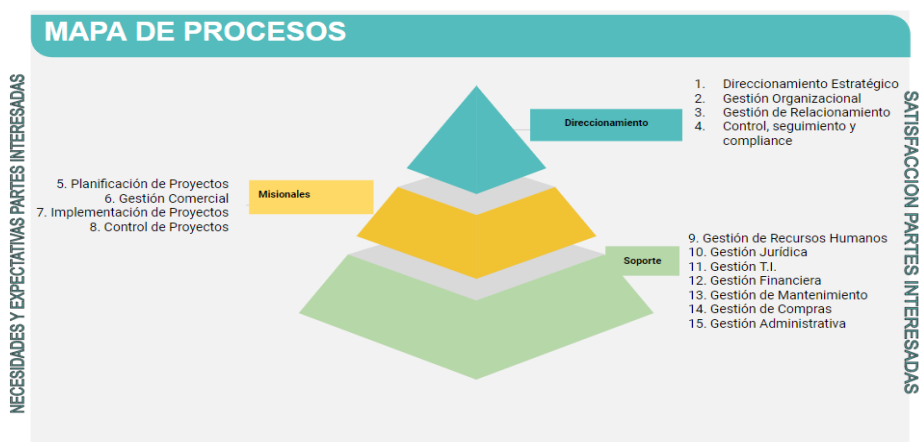 MAPA DE PROCESOS
NECESIDADES Y EXPECTATIVAS PARTES INTERESADAS
Direccionamiento
1. Direccionamiento Estratégico
2. Gestión Organizacional
3. Gestión de Relacionamiento
4. Control, seguimiento y
compliance
Misionales
5. Planificación de Proyectos
6. Gestión Comercial
7. Implementación de Proyectos
8. Control de Proyectos
Soporte
9. Gestión de Recursos Humanos
10. Gestión Jurídica
11. Gestión T.I.
12. Gestión Financiera
13. Gestión de Mantenimiento
14. Gestión de Compras
15. Gestión Administrativa
SATISFACCION PARTES INTERESADAS